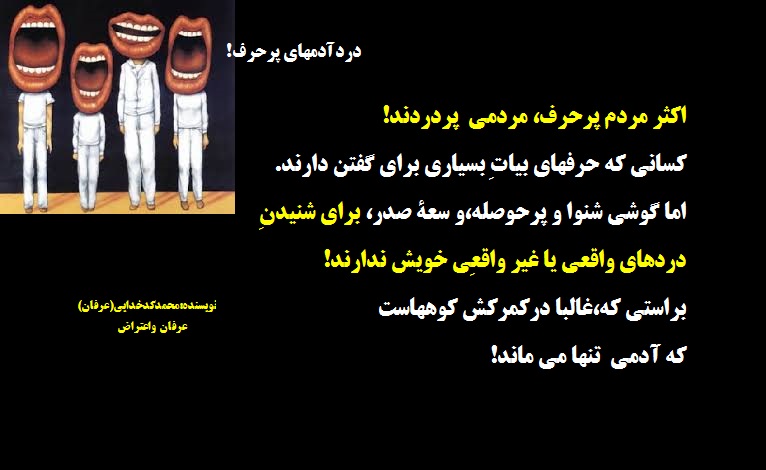 درد آدمهای پرحرف!
اکثر مردم پرحرف، مردمی پردردند!
کسانی که حرفهای بیاتِ بسیاری برای گفتن دارند.
اما گوشی شنوا و پرحوصله،و سعهٔ صدر، برای شنیدنِ
دردهای واقعی یا غیر واقعیِ خویش ندارند!
براستی که،غالبا درکمرکش کوههاست
که آدمی تنها می ماند!
نویسنده:محمدکدخدایی(عرفان)
عرفان واعتراض